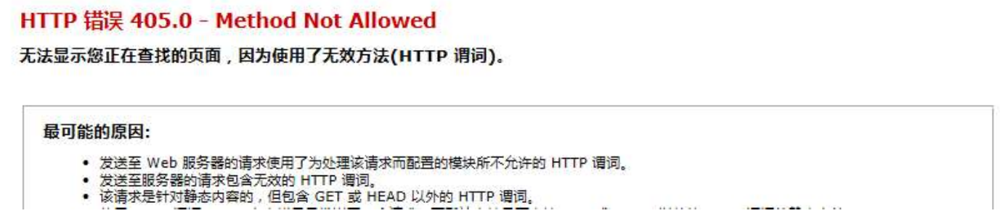 HTTP 错误 405.0 - Method Not Allowed
无法显示您正在查找的页面，因为使用了无效方法(HTTP 谓词)。
最可能的原因:
• 发送至 Web 服务器的请求使用了为处理该请求而配置的模块所不允许的 HTTP 谓词。
• 发送至服务器的请求包含无效的 HTTP 谓词。
• 该请求是针对静态内容的，但包含 GET 或 HEAD 以外的 HTTP 谓词。